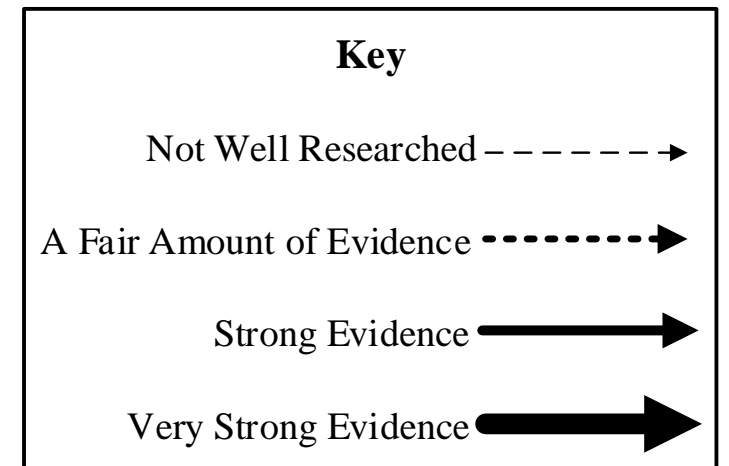 Key
Not Well Researched
A Fair Amount of Evidence
Strong Evidence
Very Strong Evidence